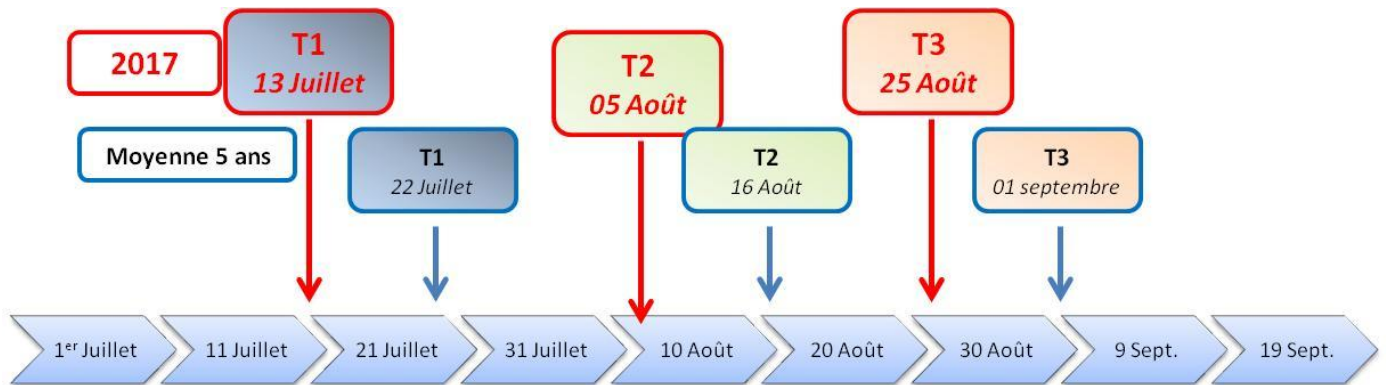 2017
T1
13 Juillet
T2
05 Août
T3
25 Août
Moyenne 5 ans
T1
22 Juillet
T2
16 Août
T3
01 septembre
1er Juillet
11 Juillet
21 Juillet
31 Juillet
10 Août
20 Août
30 Août
9 Sept.
19 Sept.